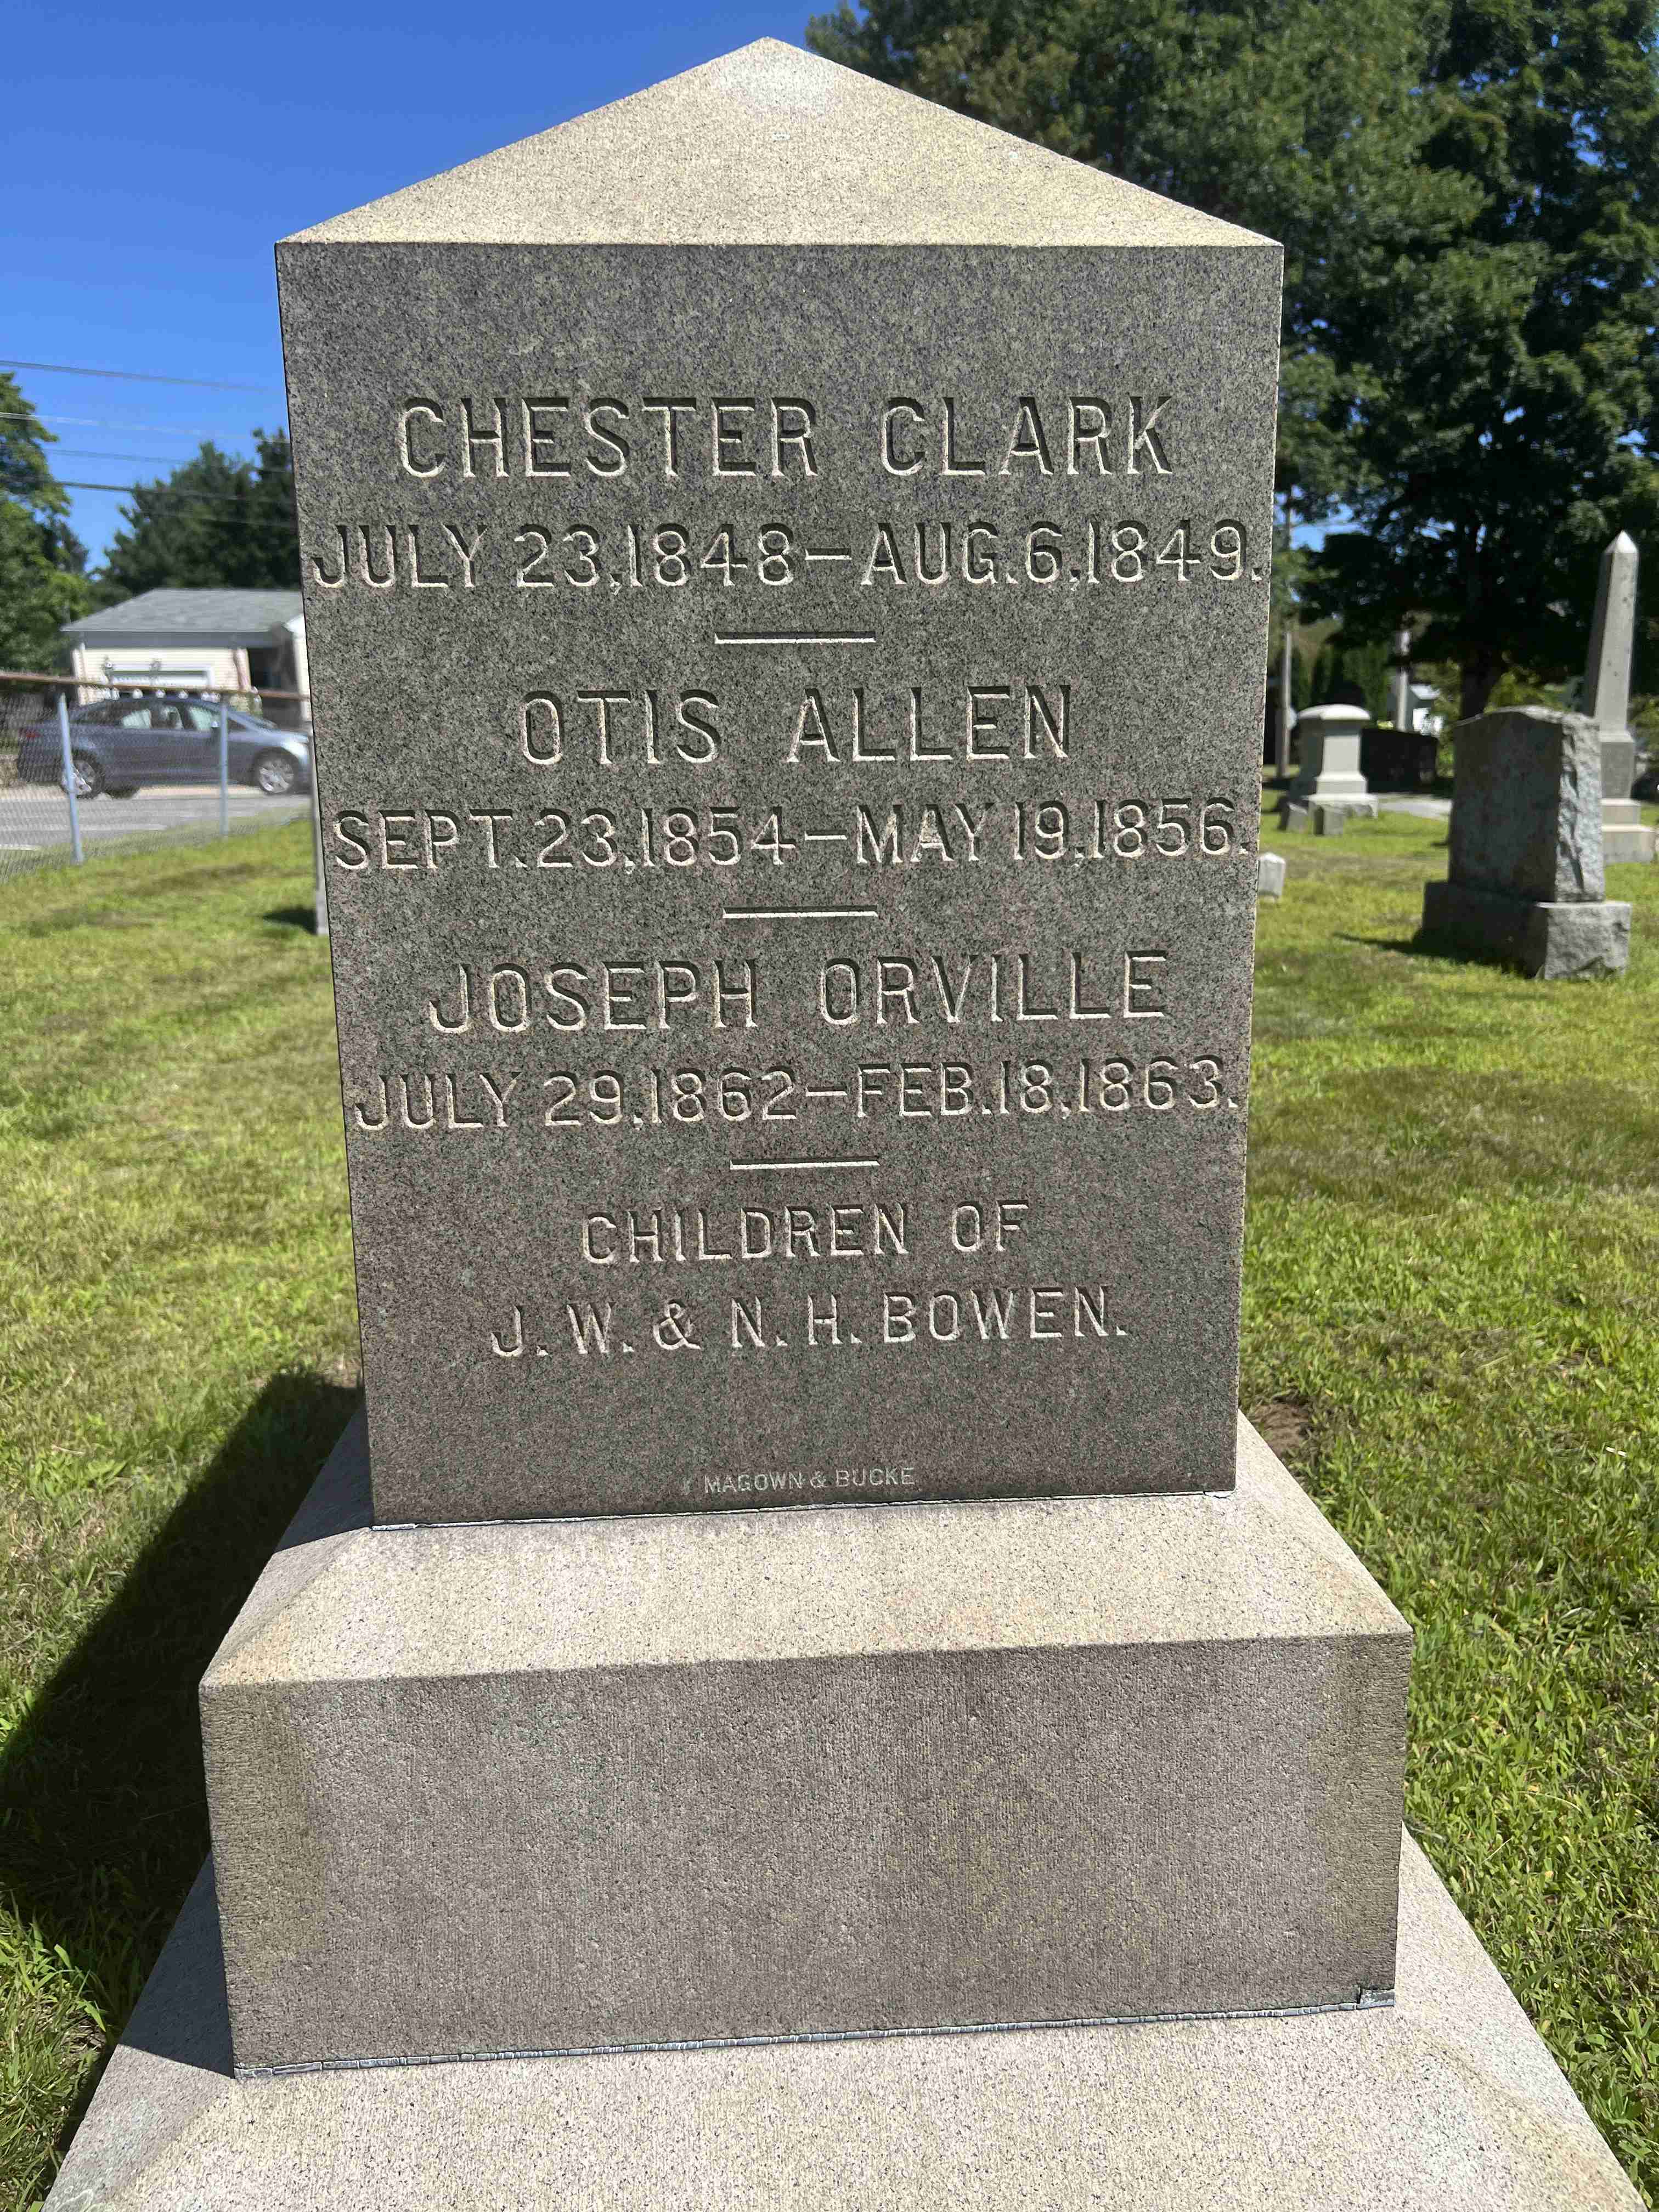 CHESTER CLARK
JULY 23, 1848 — AUG. 6, 1849.
OTIS ALLEN
SEPT. 23, 1854 — MAY 19, 1856.
JOSEPH ORVILLE
JULY 29, 1862 — FEB. 18, 1863.
CHILDREN OF
J. W. & N. H. BOWEN.
MAGOWN & BUCKE